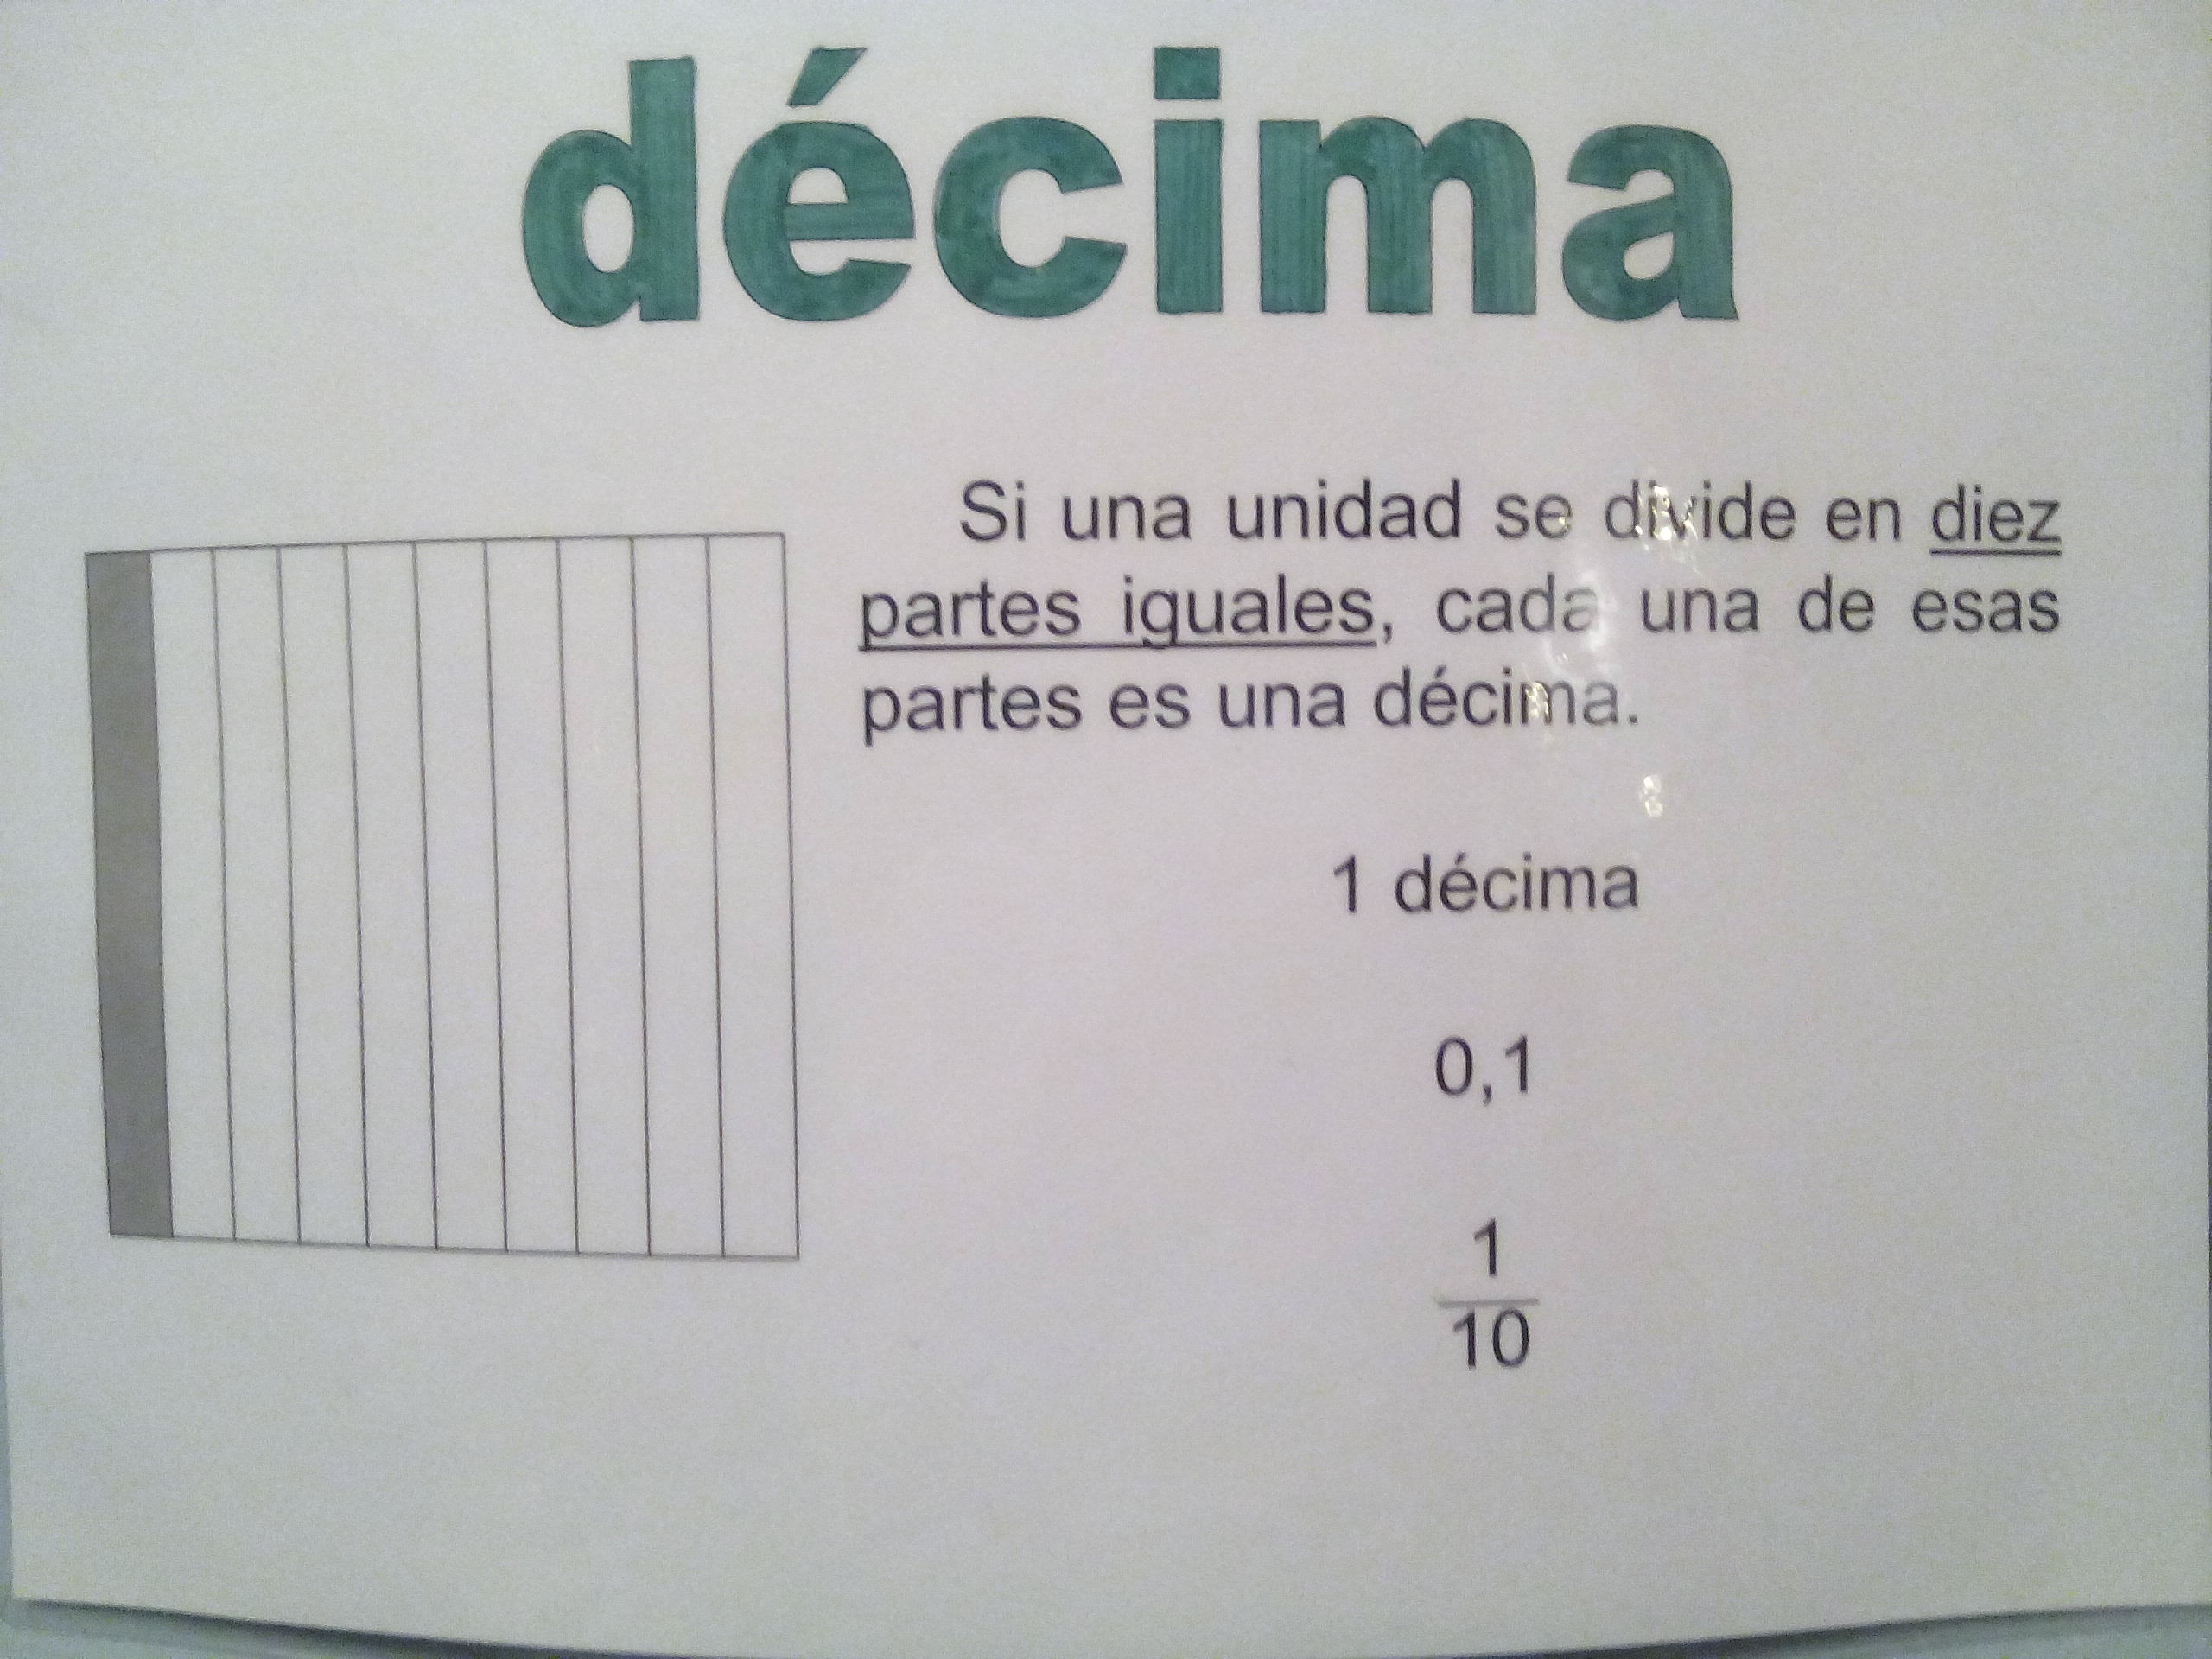 décima
Si una unidad se divide en diez
partes iguales, cada una de esas
partes es una décima.
1 décima
0,1
1
10